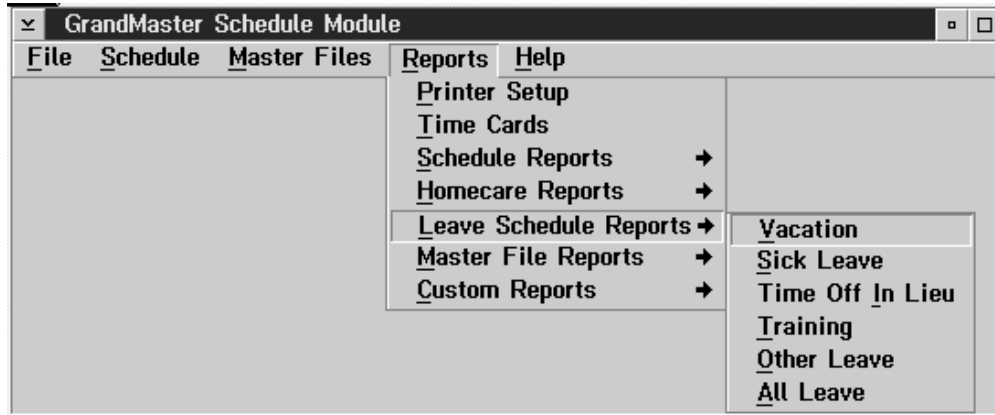 GrandMaster Schedule Module
File Schedule Master Files Reports Help
Printer Setup
Time Cards
Schedule Reports
Homecare Reports
Leave Schedule Reports
Master File Reports
Custom Reports
Vacation
Sick Leave
Time Off In Lieu
Training
Other Leave
All Leave